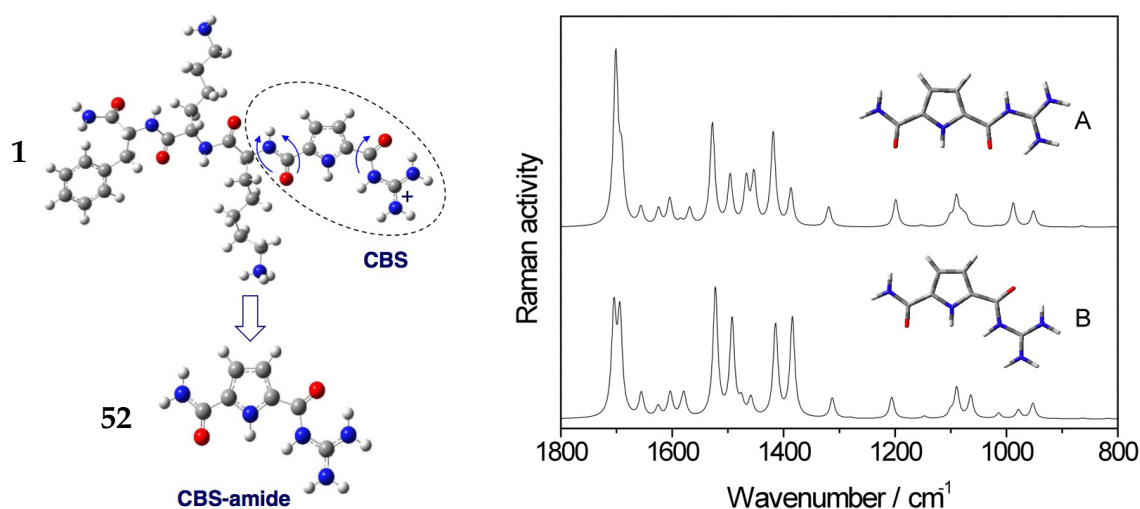 1
+
CBS
52
CBS-amide
Raman activity
A
B
1800 1600 1400 1200 1000 800
Wavenumber / cm⁻¹